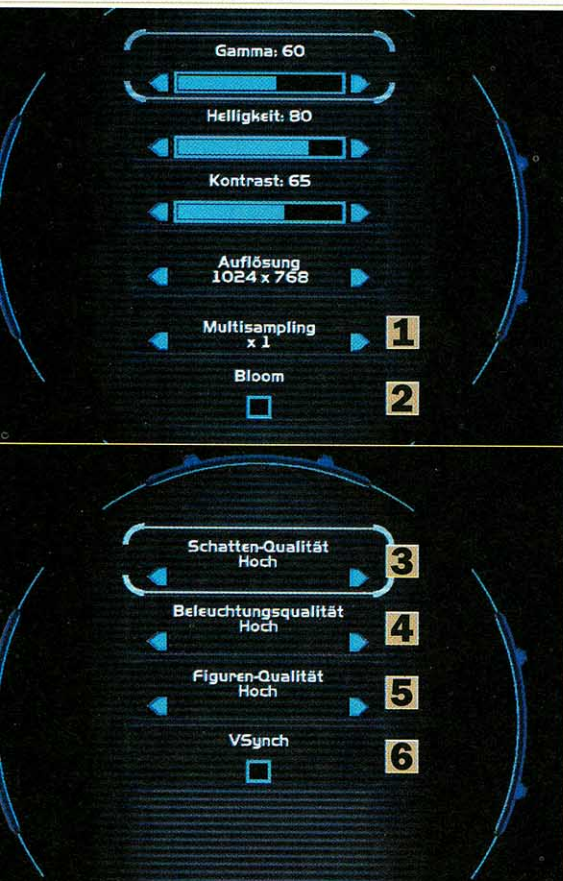 Gamma: 60
Helligkeit: 80
Kontrast: 65
Auflösung
1024 x 768
Multisampling
x 1
1
Bloom
2
Schatten-Qualität
Hoch
3
Beleuchtungsqualität
Hoch
4
Figuren-Qualität
Hoch
5
VSynch
6